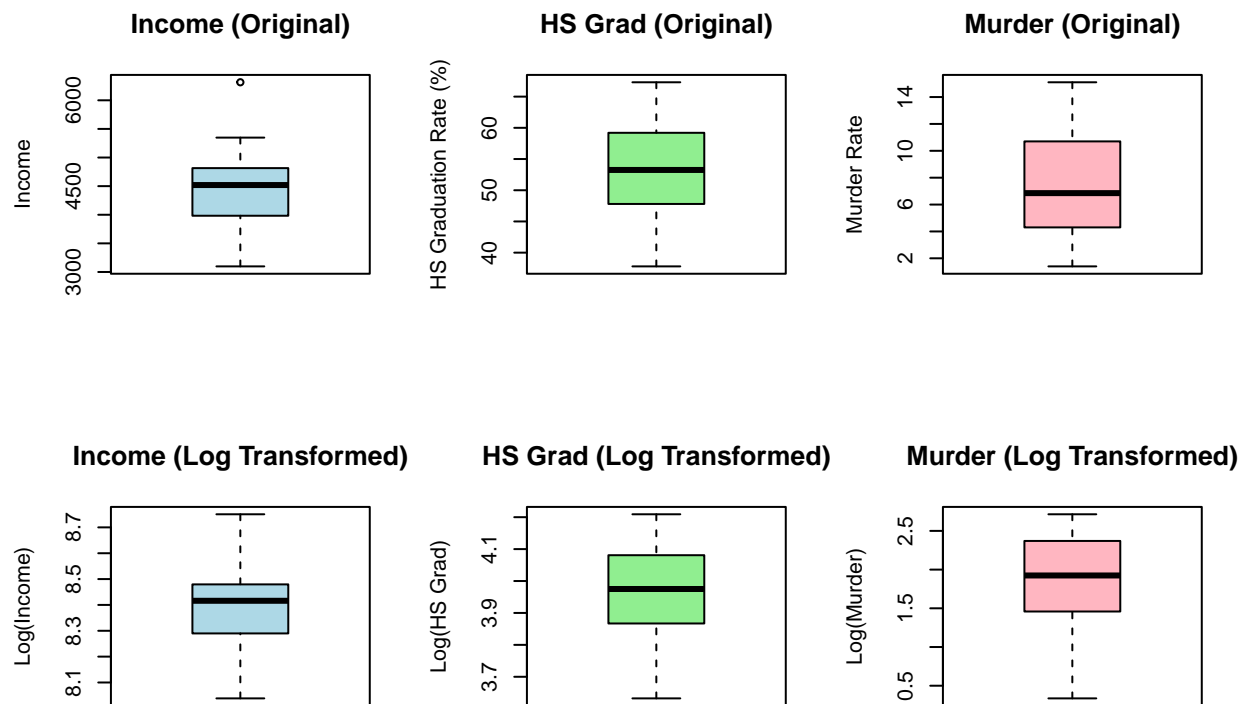 Income (Original)
HS Grad (Original)
Murder (Original)
Income
3000
4500
6000
HS Graduation Rate (%)
40
50
60
Murder Rate
2
6
10
14
Income (Log Transformed)
HS Grad (Log Transformed)
Murder (Log Transformed)
Log(Income)
8.1
8.3
8.5
8.7
Log(HS Grad)
3.7
3.9
4.1
Log(Murder)
0.5
1.5
2.5